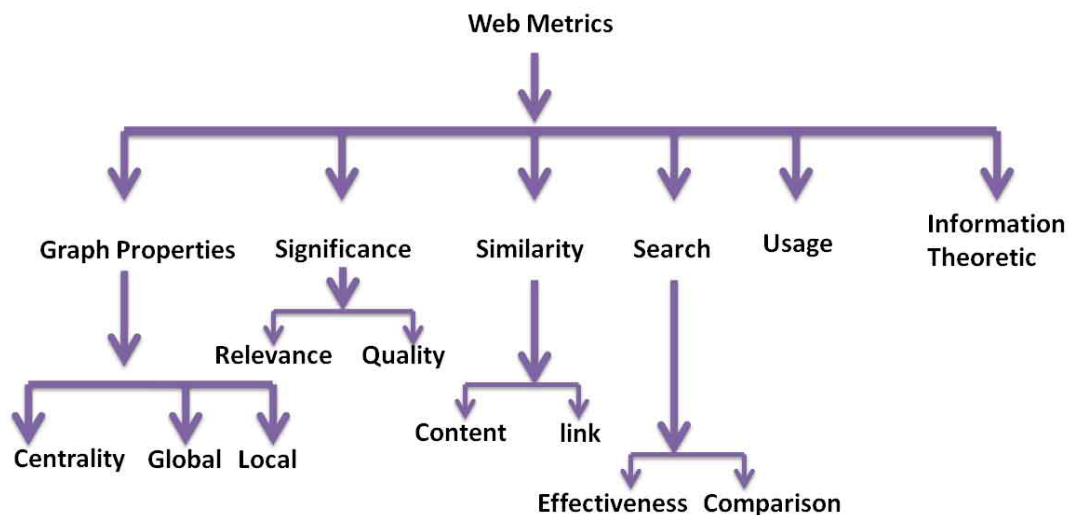 Web Metrics
Graph Properties
Significance
Similarity
Search
Usage
Information
Theoretic
Relevance
Quality
Content
link
Centrality
Global
Local
Effectiveness
Comparison